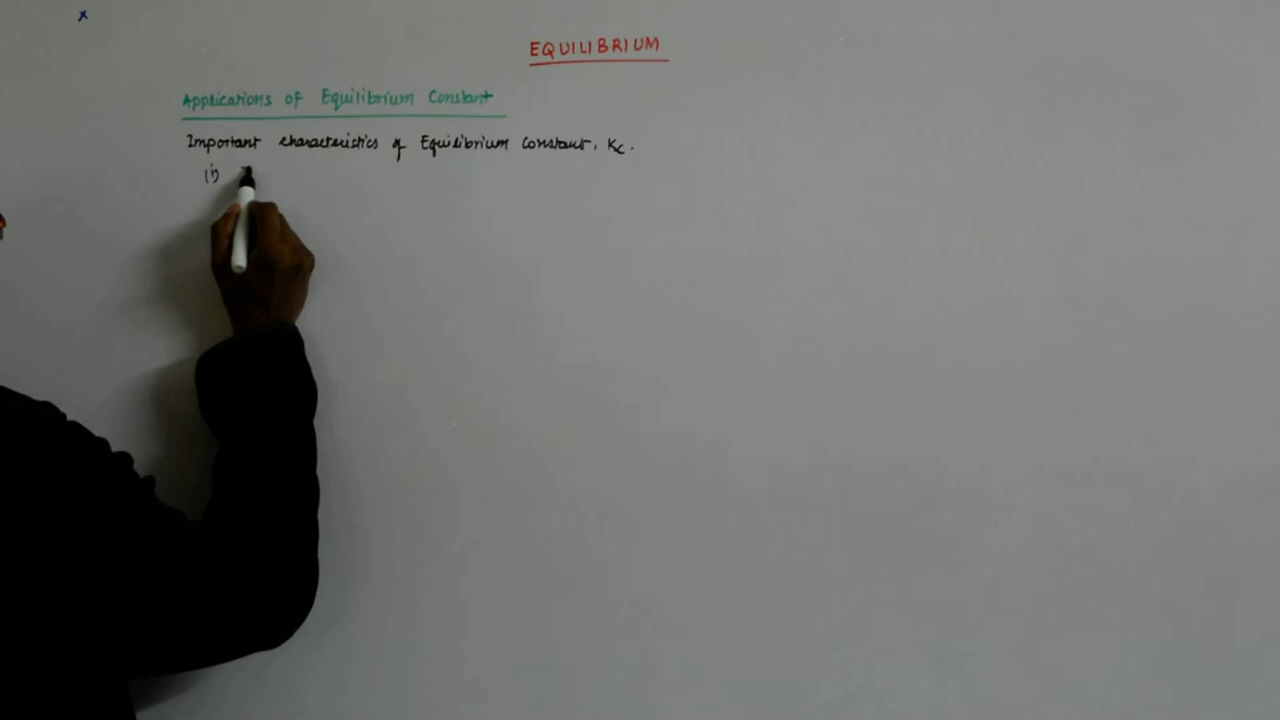 x
EQUILIBRIUM
Applications of Equilibrium Constant
Important characteristics of Equilibrium Constant, Kc.
(i)